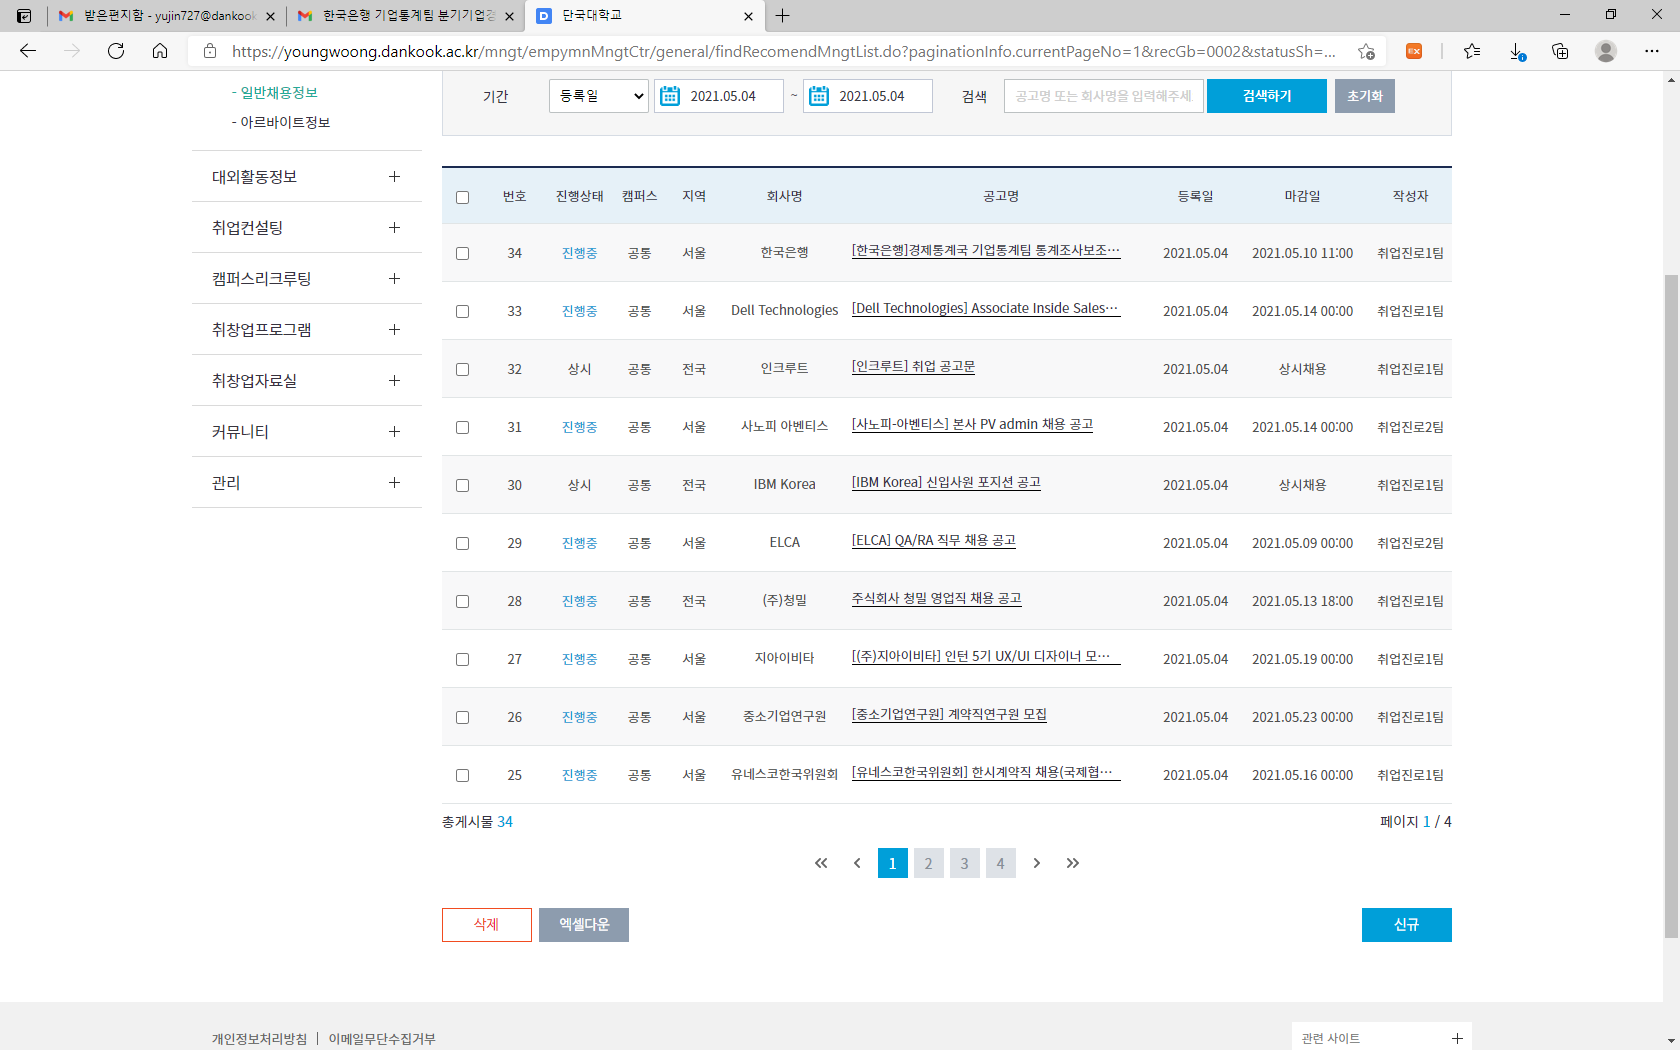 받은편지함 - yujin727@dankook
한국은행 기업통계팀 분기기업경
단국대학교
https://youngwoong.dankook.ac.kr/mngt/empymnMngtCtr/general/findRecomendMngtList.do?paginationInfo.currentPageNo=1&recGb=0002&statusSh=...
- 일반채용정보
- 아르바이트정보
대외활동정보
취업컨설팅
캠퍼스리크루팅
취창업프로그램
취창업자료실
커뮤니티
관리
기간 등록일 2021.05.04 ~ 2021.05.04 검색 공고명 또는 회사명을 입력해주세. 검색하기 초기화
번호 진행상태 캠퍼스 지역 회사명 공고명 등록일 마감일 작성자
34 진행중 공통 서울 한국은행 [한국은행]경제통계국 기업통계팀 통계조사보조… 2021.05.04 2021.05.10 11:00 취업진로1팀
33 진행중 공통 서울 Dell Technologies [Dell Technologies] Associate Inside Sales… 2021.05.04 2021.05.14 00:00 취업진로1팀
32 상시 공통 전국 인크루트 [인크루트] 취업 공고문 2021.05.04 상시채용 취업진로1팀
31 진행중 공통 서울 사노피 아벤티스 [사노피-아벤티스] 본사 PV admin 채용 공고 2021.05.04 2021.05.14 00:00 취업진로2팀
30 상시 공통 전국 IBM Korea [IBM Korea] 신입사원 포지션 공고 2021.05.04 상시채용 취업진로1팀
29 진행중 공통 서울 ELCA [ELCA] QA/RA 직무 채용 공고 2021.05.04 2021.05.09 00:00 취업진로2팀
28 진행중 공통 전국 (주)청밀 주식회사 청밀 영업직 채용 공고 2021.05.04 2021.05.13 18:00 취업진로1팀
27 진행중 공통 서울 지아이비타 [(주)지아이비타] 인턴 5기 UX/UI 디자이너 모… 2021.05.04 2021.05.19 00:00 취업진로1팀
26 진행중 공통 서울 중소기업연구원 [중소기업연구원] 계약직연구원 모집 2021.05.04 2021.05.23 00:00 취업진로1팀
25 진행중 공통 서울 유네스코한국위원회 [유네스코한국위원회] 한시계약직 채용(국제협… 2021.05.04 2021.05.16 00:00 취업진로1팀
총게시물 34
페이지 1 / 4
1 2 3 4
삭제 엑셀다운 신규
개인정보처리방침 | 이메일무단수집거부
관련 사이트